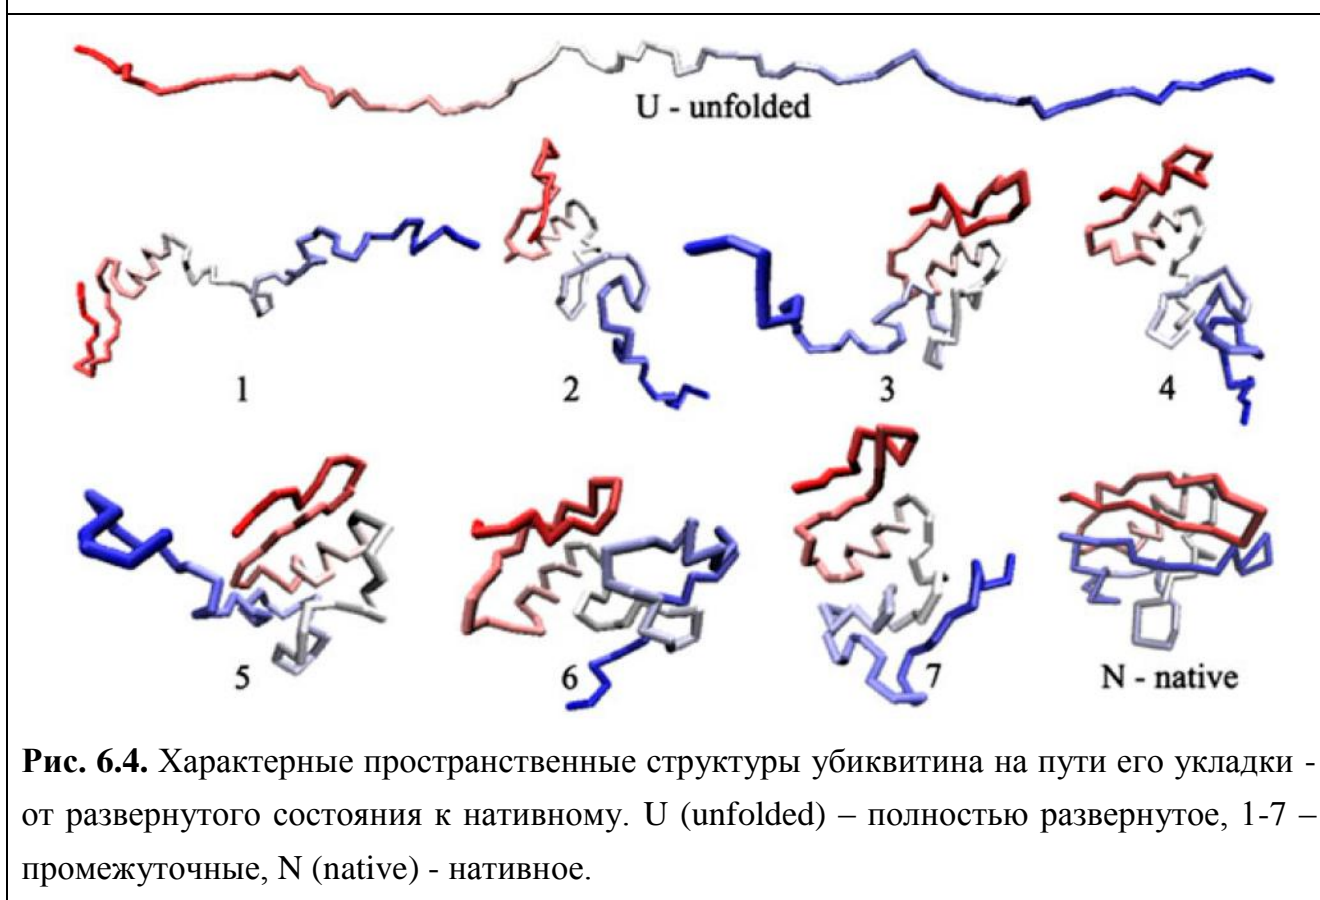 U - unfolded
1
2
3
4
5
6
7
N - native
Рис. 6.4. Характерные пространственные структуры убиквитина на пути его укладки -
от развернутого состояния к нативному. U (unfolded) – полностью развернутое, 1-7 –
промежуточные, N (native) - нативное.